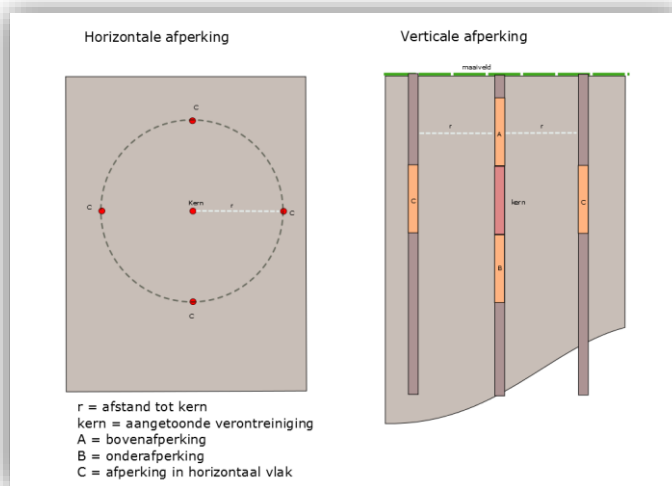 Horizontale afperking
C
C
Kern
r
C
C
r = afstand tot kern
kern = aangetoonde verontreiniging
A = bovenafperking
B = onderafperking
C = afperking in horizontaal vlak
Verticale afperking
maaiveld
r
A
r
C
kern
C
B